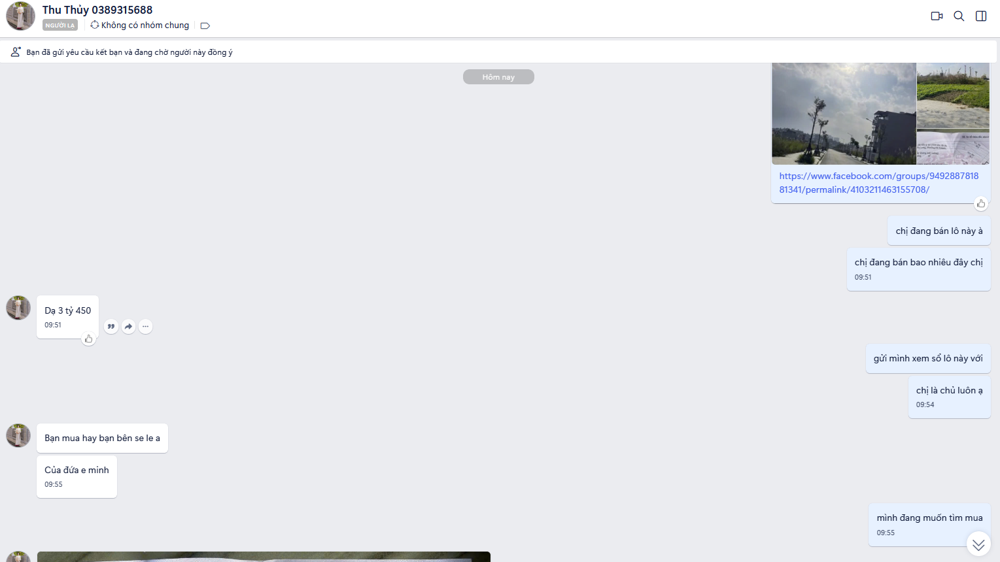 Thu Thủy 0389315688
NGƯỜI LẠ
Không có nhóm chung
Bạn đã gửi yêu cầu kết bạn và đang chờ người này đồng ý
Hôm nay
https://www.facebook.com/groups/9492887818
81341/permalink/4103211463155708/
chị đang bán lô này à
chị đang bán bao nhiêu đây chị
09:51
Dạ 3 tỷ 450
09:51
gửi mình xem sổ lô này với
chị là chủ luôn ạ
09:54
Bạn mua hay bạn bên se le a
Của đứa e minh
09:55
mình đang muốn tìm mua
09:55